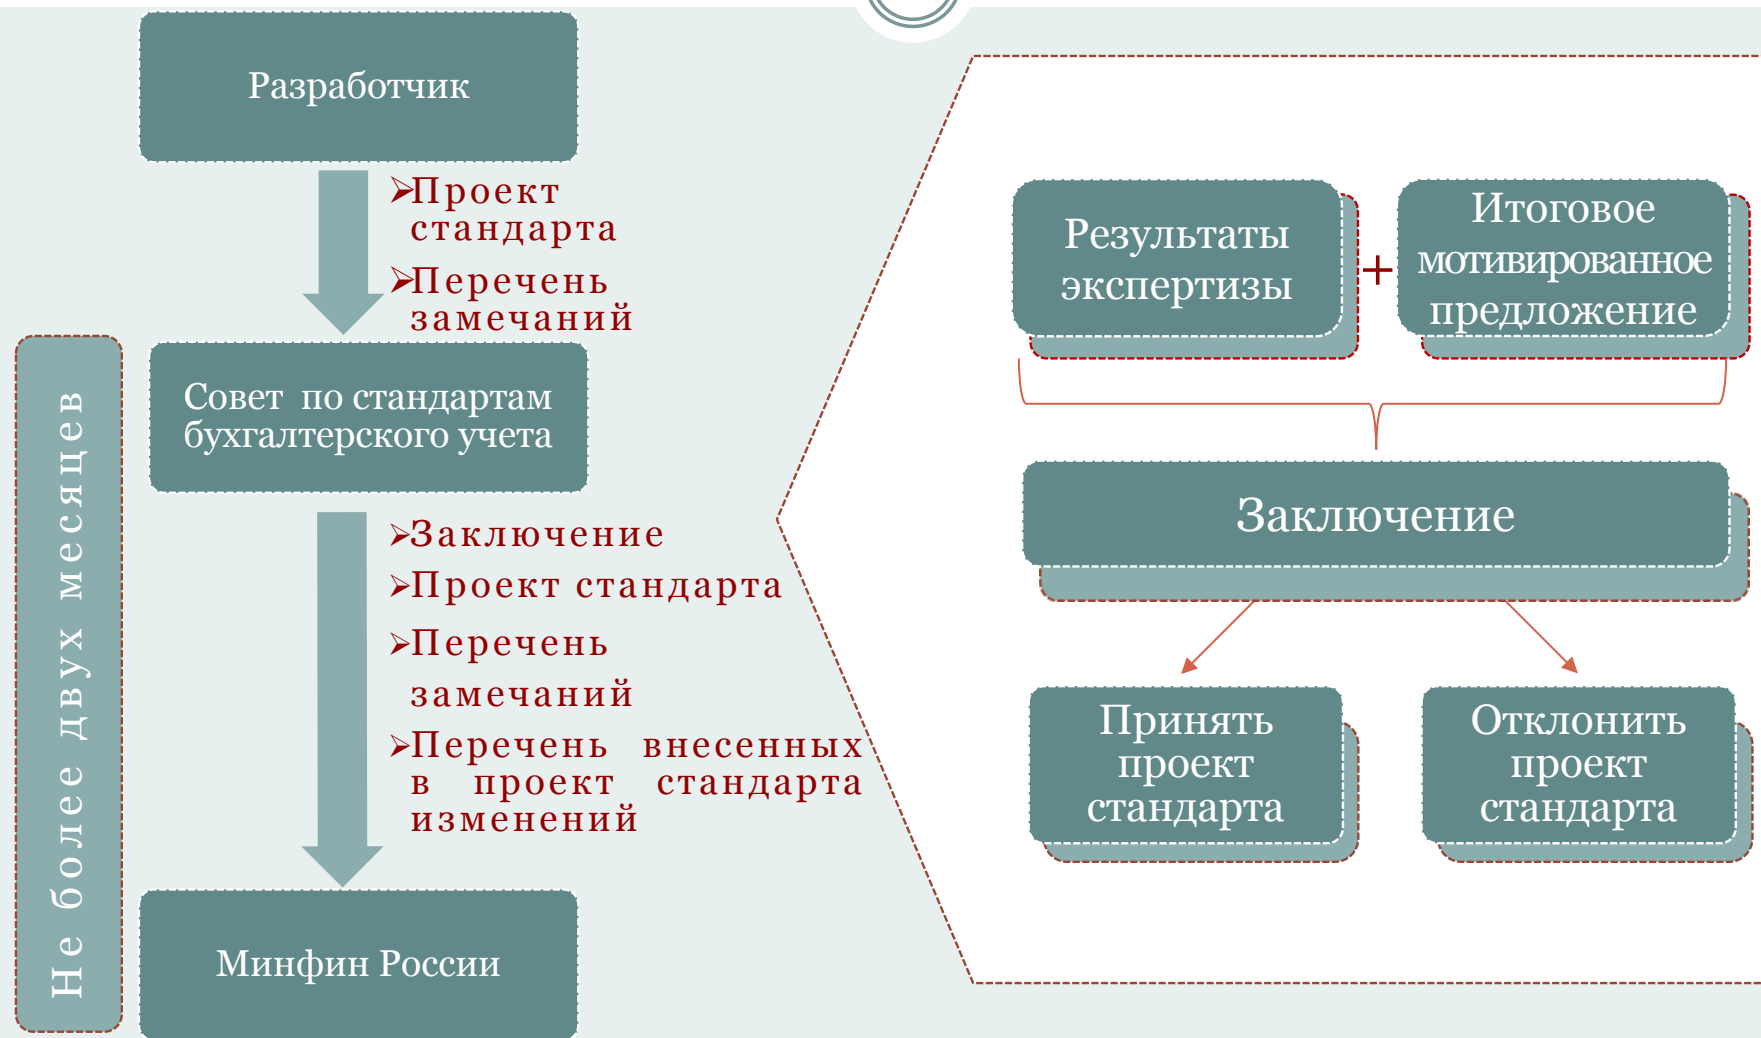 Разработчик
➢Проект
стандарта
➢Перечень
замечаний
Не более двух месяцев
Совет по стандартам
бухгалтерского учета
➢Заключение
➢Проект стандарта
➢Перечень
замечаний
➢Перечень внесенных
в проект стандарта
изменений
Минфин России
Результаты
экспертизы
+
Итоговое
мотивированное
предложение
Заключение
Принять
проект
стандарта
Отклонить
проект
стандарта